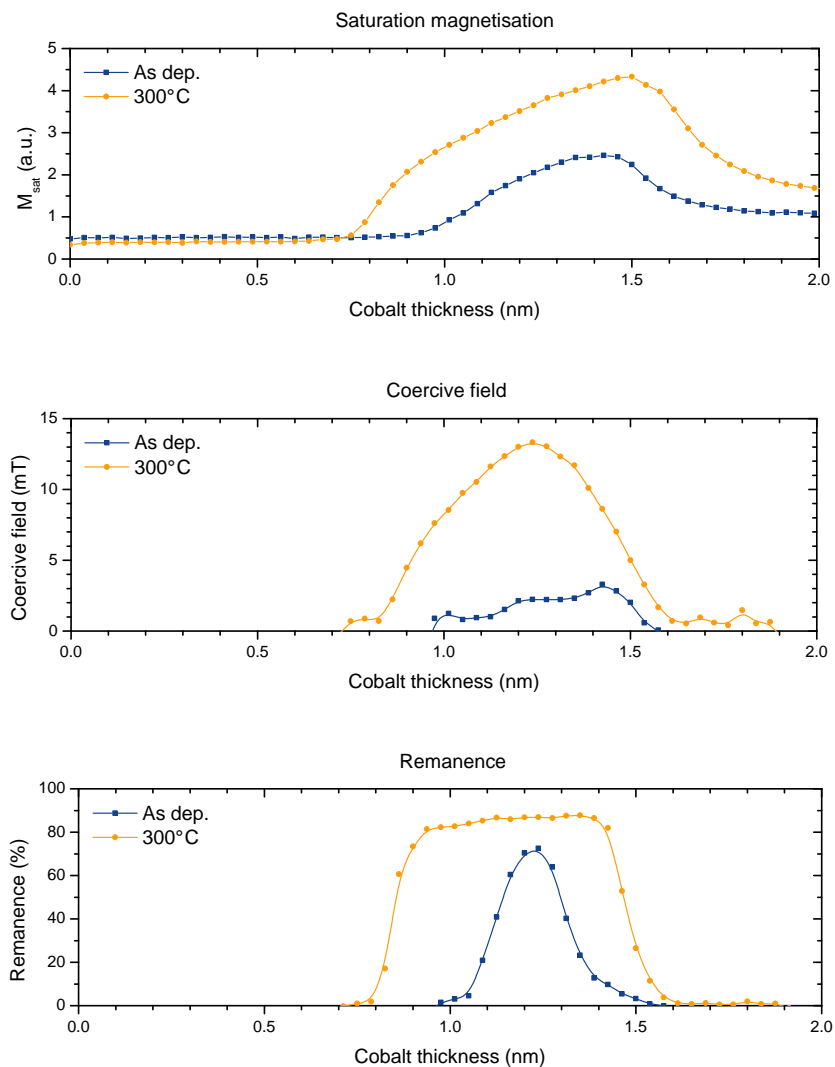 Saturation magnetisation
5
4
3
2
1
0
M_sat (a.u.)
As dep.
300°C
0.0 0.5 1.0 1.5 2.0
Cobalt thickness (nm)
Coercive field
15
10
5
0
Coercive field (mT)
As dep.
300°C
0.0 0.5 1.0 1.5 2.0
Cobalt thickness (nm)
Remanence
100
80
60
40
20
0
Remanence (%)
As dep.
300°C
0.0 0.5 1.0 1.5 2.0
Cobalt thickness (nm)